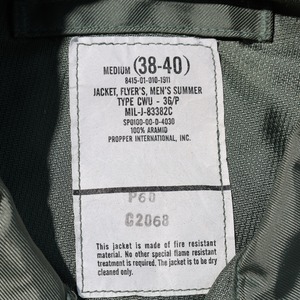 MEDIUM (38-40)
8415-01-010-1911
JACKET, FLYER'S, MEN'S SUMMER
TYPE CWU - 36/P
MIL-J-83382C
SPO100-00-D-4030
100% ARAMID
PROPPER INTERNATIONAL, INC.
P60
C2068
This jacket is made of fire resistant
material. No other special flame resistant
treatment is required. The jacket is to be dry
cleaned only.